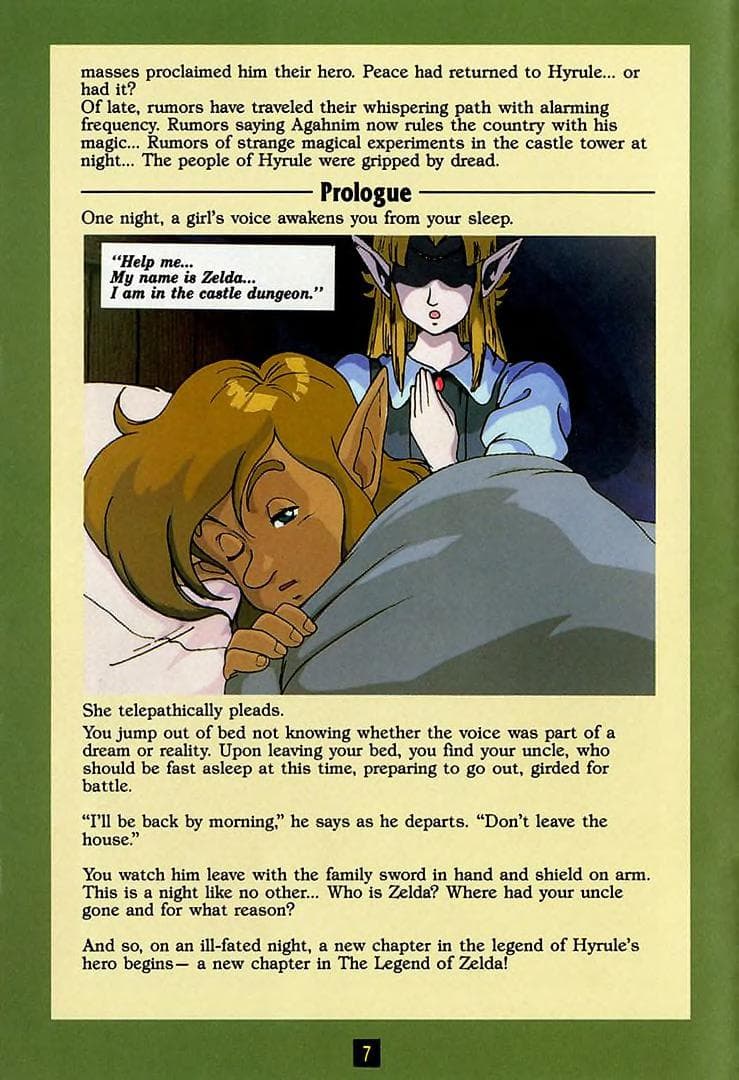 masses proclaimed him their hero. Peace had returned to Hyrule... or
had it?
Of late, rumors have traveled their whispering path with alarming
frequency. Rumors saying Agahnim now rules the country with his
magic... Rumors of strange magical experiments in the castle tower at
night... The people of Hyrule were gripped by dread.
Prologue
One night, a girl's voice awakens you from your sleep.
"Help me...
My name is Zelda...
I am in the castle dungeon."
She telepathically pleads.
You jump out of bed not knowing whether the voice was part of a
dream or reality. Upon leaving your bed, you find your uncle, who
should be fast asleep at this time, preparing to go out, girded for
battle.
"I'll be back by morning," he says as he departs. "Don't leave the
house."
You watch him leave with the family sword in hand and shield on arm.
This is a night like no other... Who is Zelda? Where had your uncle
gone and for what reason?
And so, on an ill-fated night, a new chapter in the legend of Hyrule's
hero begins— a new chapter in The Legend of Zelda!
7